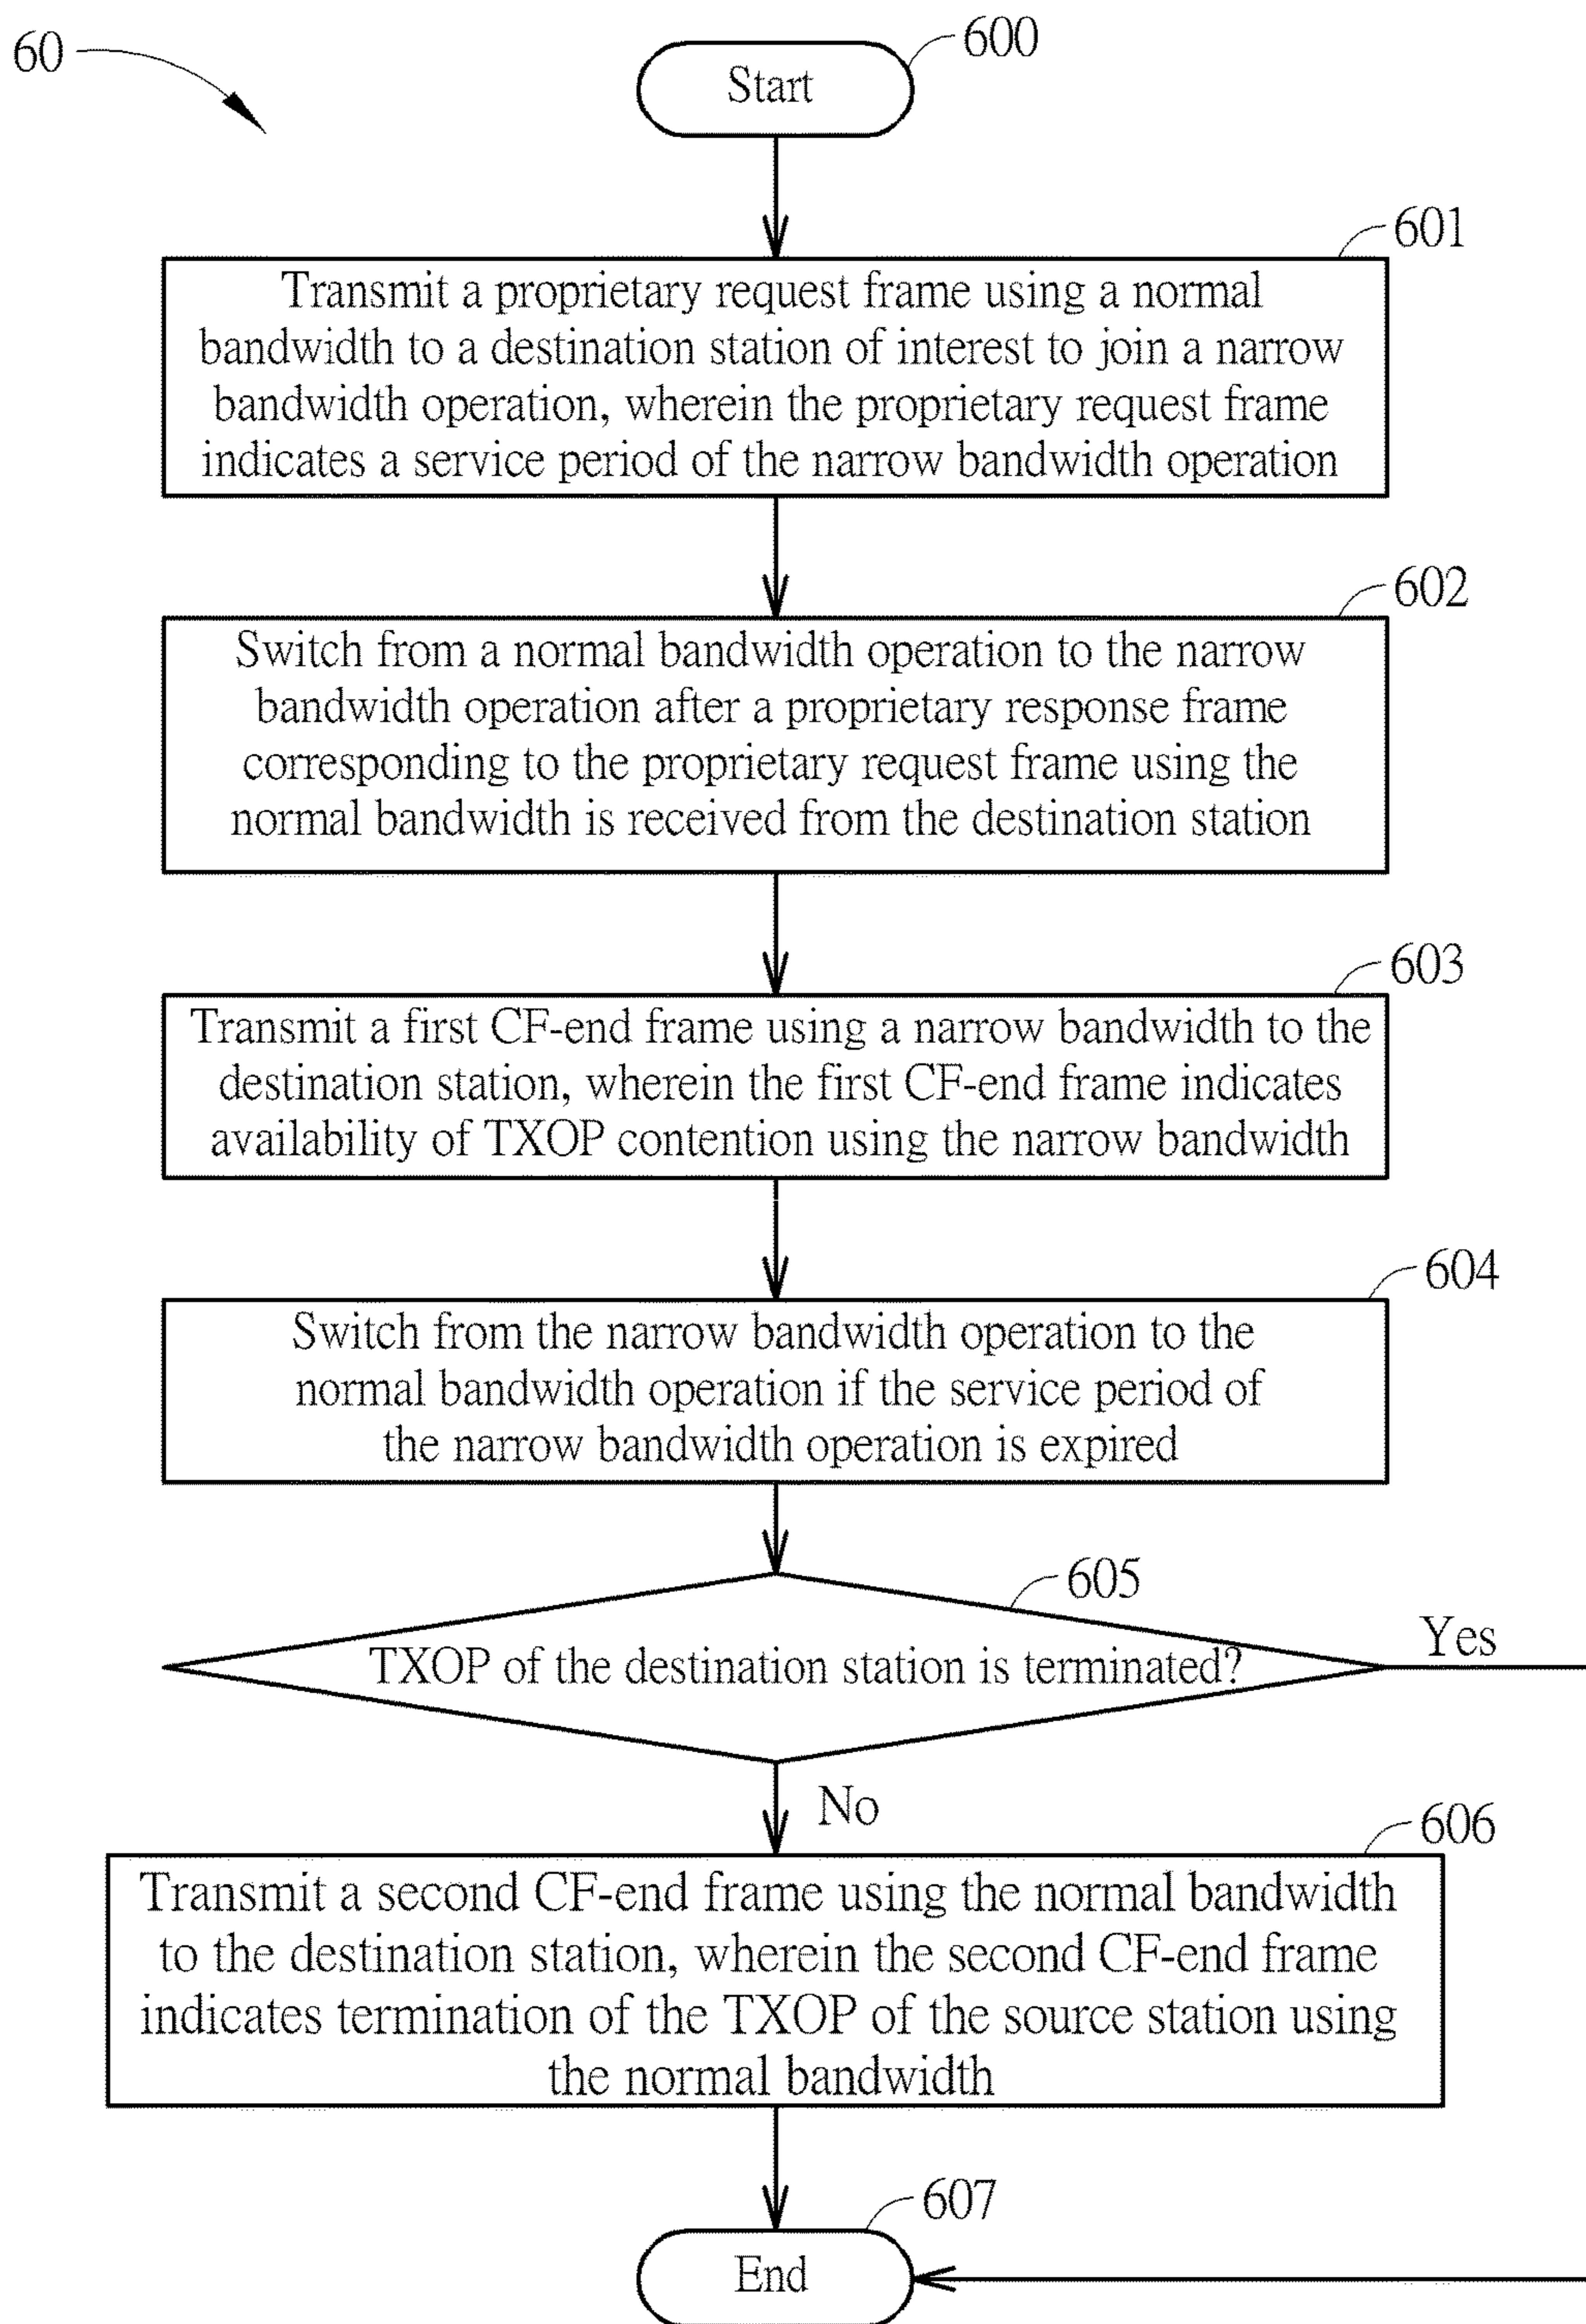 60
600
Start
601
Transmit a proprietary request frame using a normal
bandwidth to a destination station of interest to join a narrow
bandwidth operation, wherein the proprietary request frame
indicates a service period of the narrow bandwidth operation
602
Switch from a normal bandwidth operation to the narrow
bandwidth operation after a proprietary response frame
corresponding to the proprietary request frame using the
normal bandwidth is received from the destination station
603
Transmit a first CF-end frame using a narrow bandwidth to the
destination station, wherein the first CF-end frame indicates
availability of TXOP contention using the narrow bandwidth
604
Switch from the narrow bandwidth operation to the
normal bandwidth operation if the service period of
the narrow bandwidth operation is expired
605
TXOP of the destination station is terminated?
Yes
No
606
Transmit a second CF-end frame using the normal bandwidth
to the destination station, wherein the second CF-end frame
indicates termination of the TXOP of the source station using
the normal bandwidth
607
End